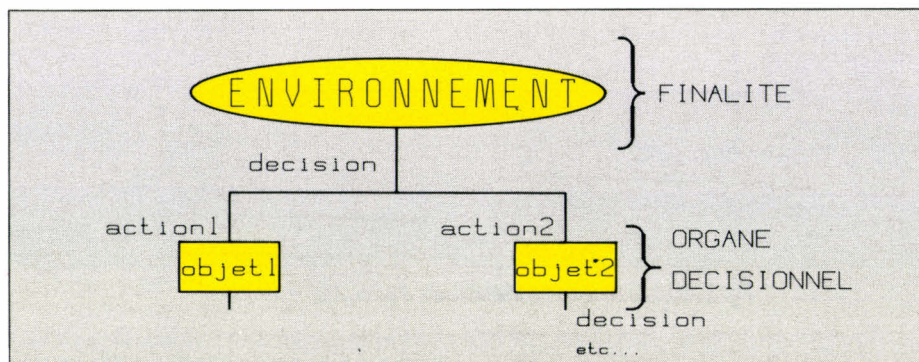 ENVIRONNEMENT
FINALITE
decision
action1
action2
ORGANE
objet1
objet2
DECISIONNEL
decision
etc...